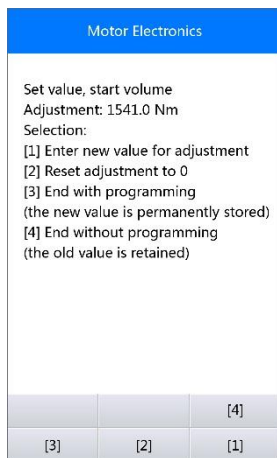 Motor Electronics
Set value, start volume
Adjustment: 1541.0 Nm
Selection:
[1] Enter new value for adjustment
[2] Reset adjustment to 0
[3] End with programming
(the new value is permanently stored)
[4] End without programming
(the old value is retained)
[4]
[3] [2] [1]